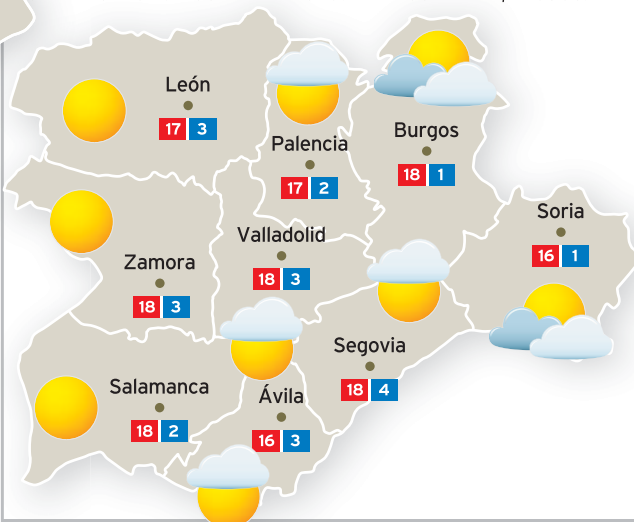 León
17 3
Palencia
17 2
Burgos
18 1
Soria
16 1
Valladolid
18 3
Zamora
18 3
Segovia
18 4
Salamanca
18 2
Ávila
16 3